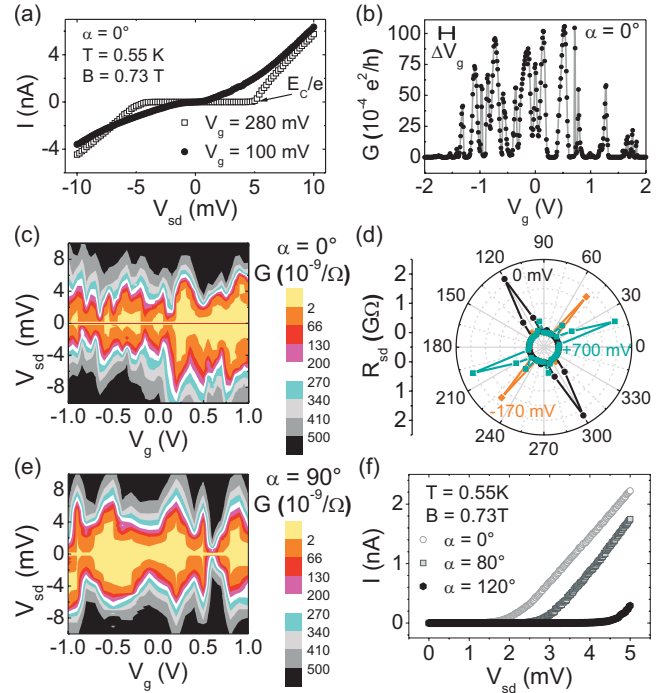 (a)
α = 0°
T = 0.55 K
B = 0.73 T
E_C/e
V_g = 280 mV
V_g = 100 mV
I (nA)
4
0
-4
-10 -5 0 5 10
V_sd (mV)
(b)
ΔV_g
α = 0°
G (10⁻⁴ e²/h)
100
75
50
25
0
-2 -1 0 1 2
V_g (V)
(c)
α = 0°
G (10⁻⁹/Ω)
2
66
130
200
270
340
410
500
V_sd (mV)
8
4
0
-4
-8
-1.0 -0.5 0.0 0.5 1.0
V_g (V)
(d)
90
120 60
150 30
180 0
210 330
240 300
270
0 mV
+700 mV
-170 mV
R_sd (GΩ)
2
1
0
0
1
2
(e)
α = 90°
G (10⁻⁹/Ω)
2
66
130
200
270
340
410
500
V_sd (mV)
8
4
0
-4
-8
-1.0 -0.5 0.0 0.5 1.0
V_g (V)
(f)
T = 0.55K
B = 0.73T
α = 0°
α = 80°
α = 120°
I (nA)
2
1
0
0 1 2 3 4 5
V_sd (mV)